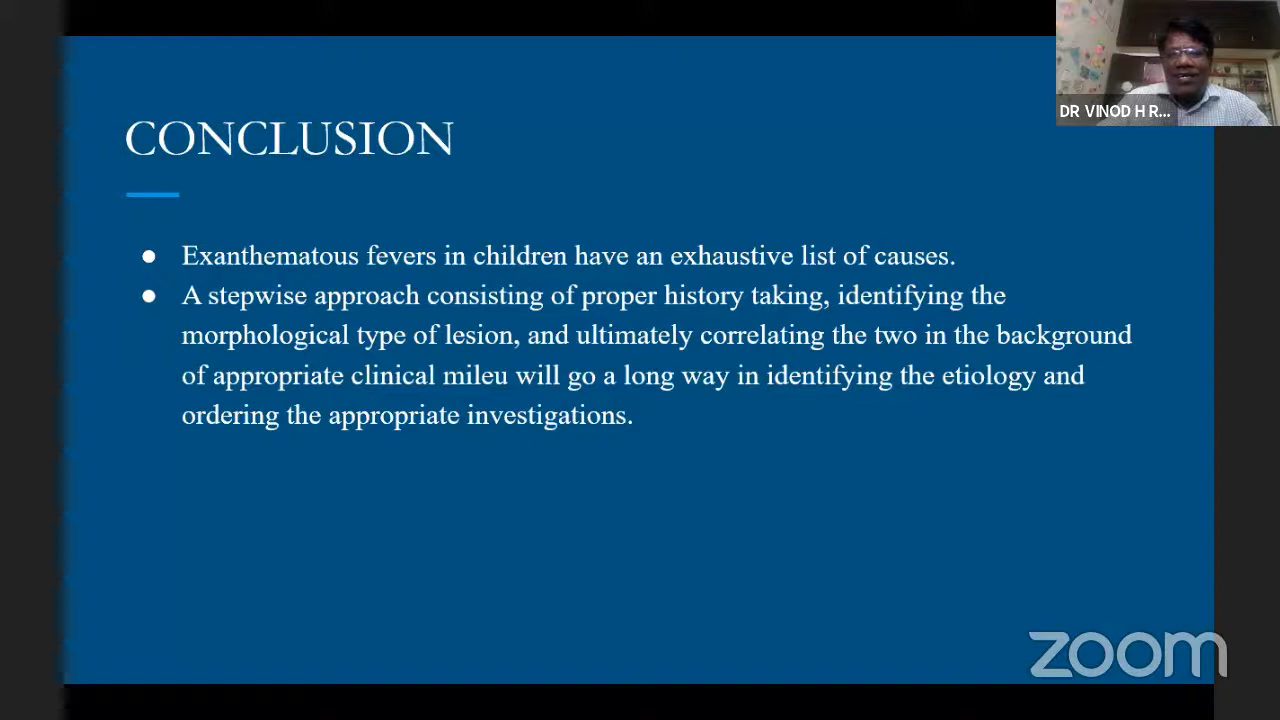 DR VINOD H R...
CONCLUSION
● Exanthematous fevers in children have an exhaustive list of causes.
● A stepwise approach consisting of proper history taking, identifying the
morphological type of lesion, and ultimately correlating the two in the background
of appropriate clinical mileu will go a long way in identifying the etiology and
ordering the appropriate investigations.
zoom